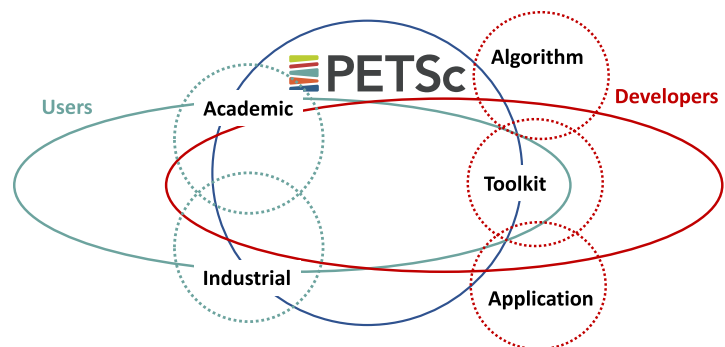 PETSc
Algorithm
Users
Academic
Developers
Toolkit
Industrial
Application